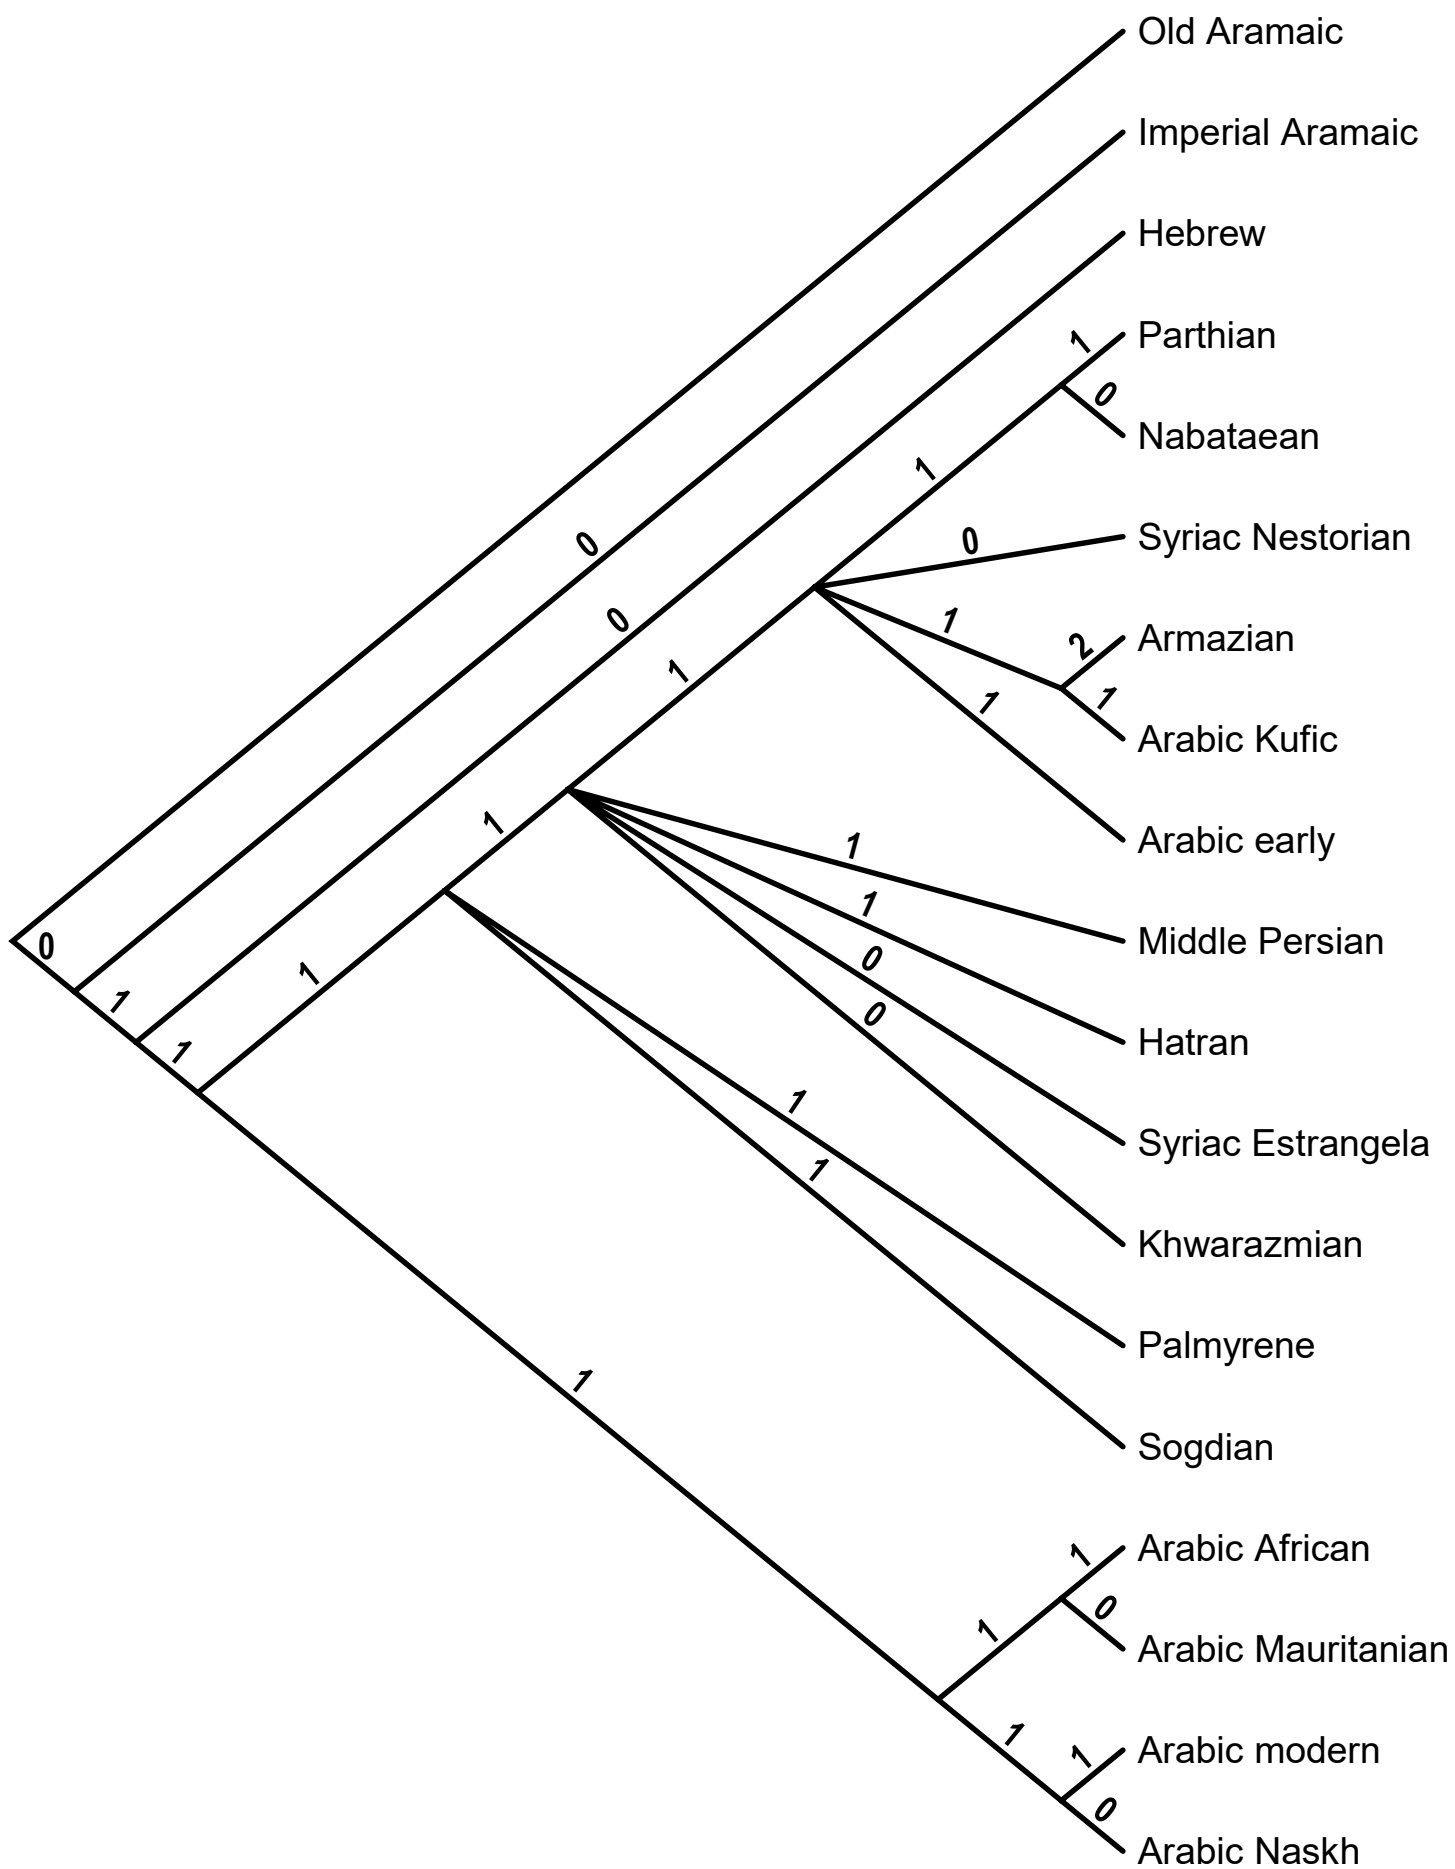 Old Aramaic
Imperial Aramaic
Hebrew
1
Parthian
0
Nabataean
1
0
Syriac Nestorian
0
0
1
2
Armazian
1
1
1
Arabic Kufic
1
Arabic early
1
1
Middle Persian
0
1
1
Hatran
0
1
0
1
Syriac Estrangela
1
Khwarazmian
1
Palmyrene
1
Sogdian
1
Arabic African
0
1
Arabic Mauritanian
1
1
Arabic modern
0
Arabic Naskh